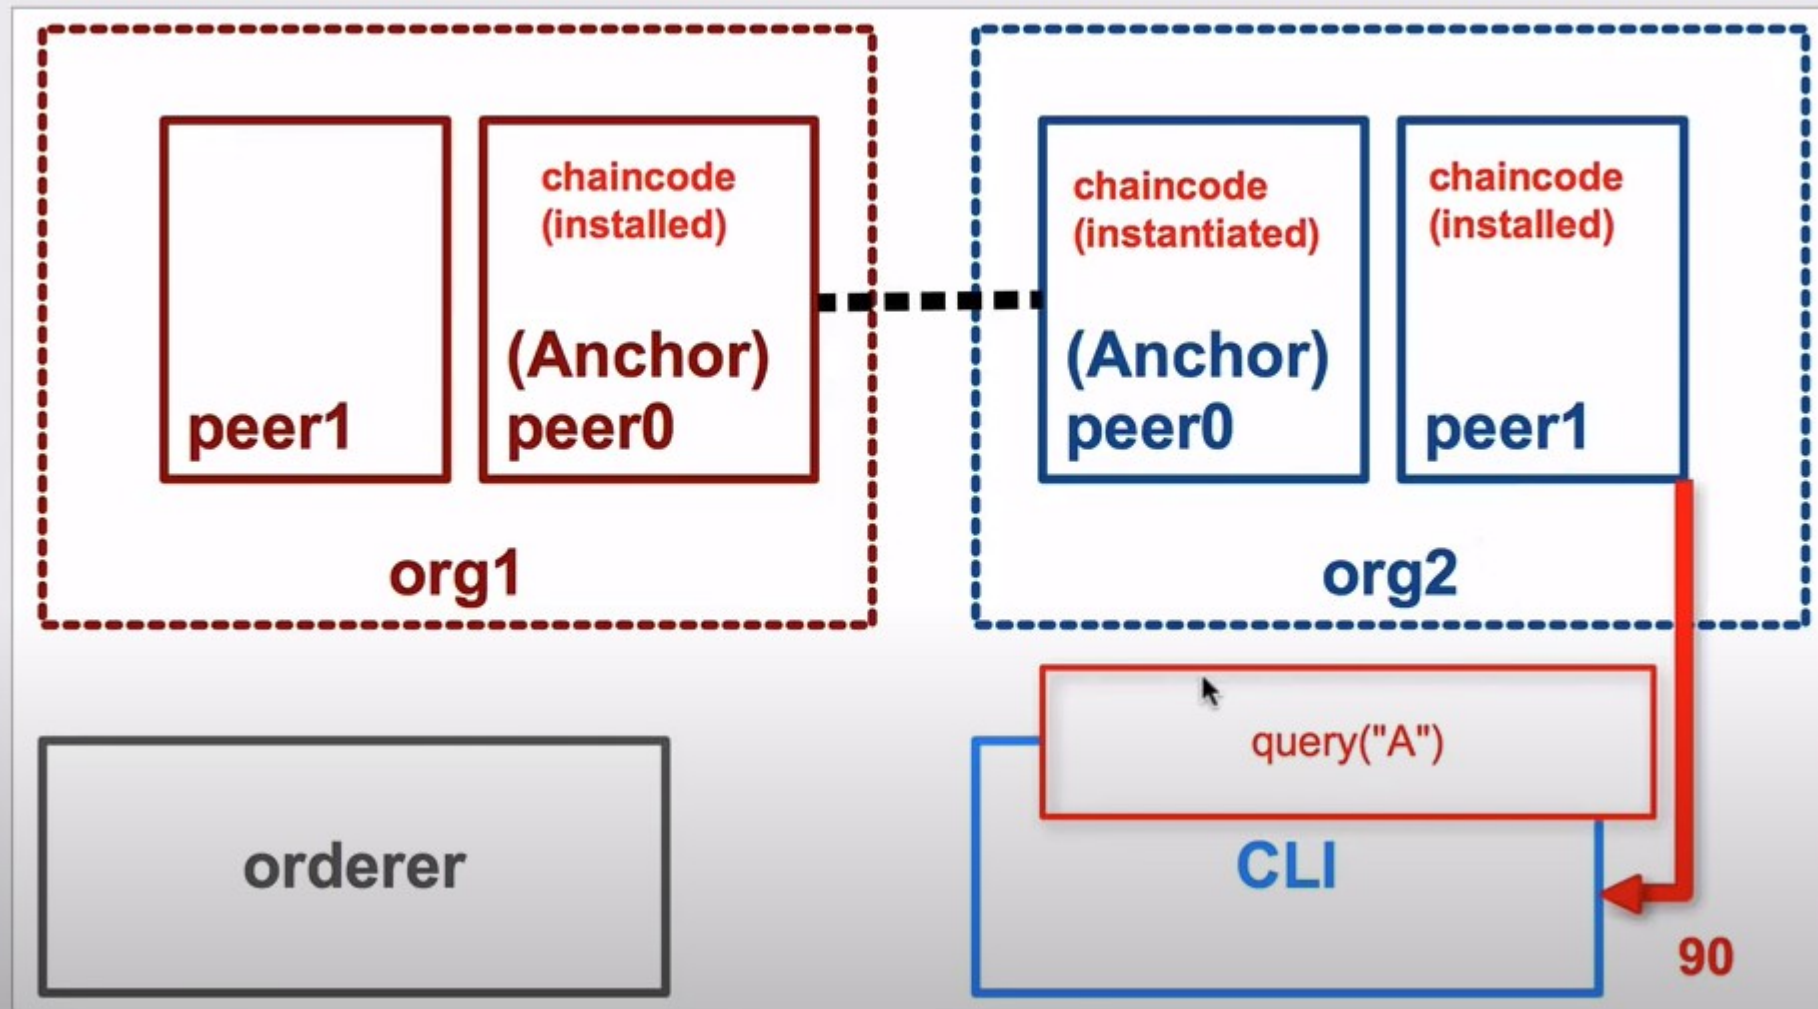 chaincode
(installed)
(Anchor)
peer1
peer0
org1
chaincode
(instantiated)
(Anchor)
peer0
chaincode
(installed)
peer1
org2
orderer
query("A")
CLI
90